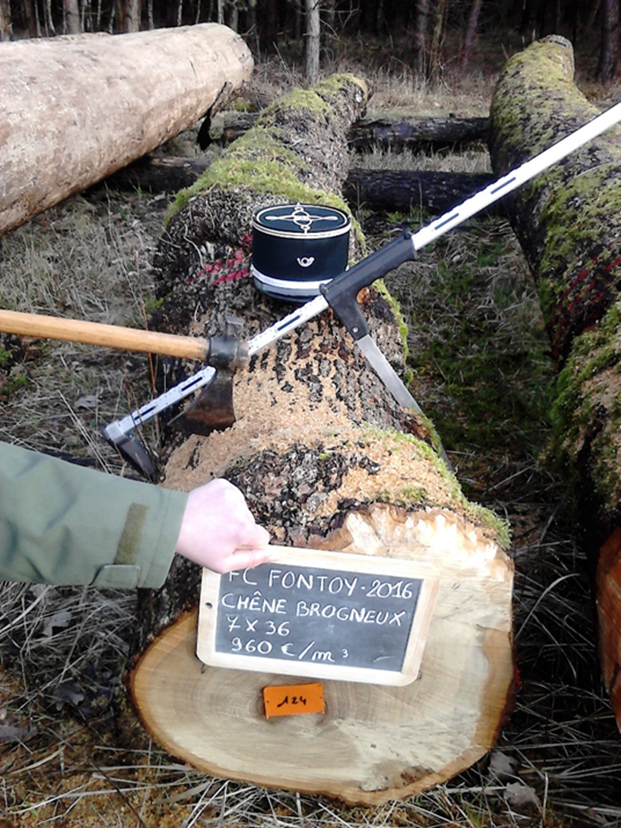 FC FONTOY-2016
CHÊNE BROGNEUX
7 X 36
960 €/m³
124